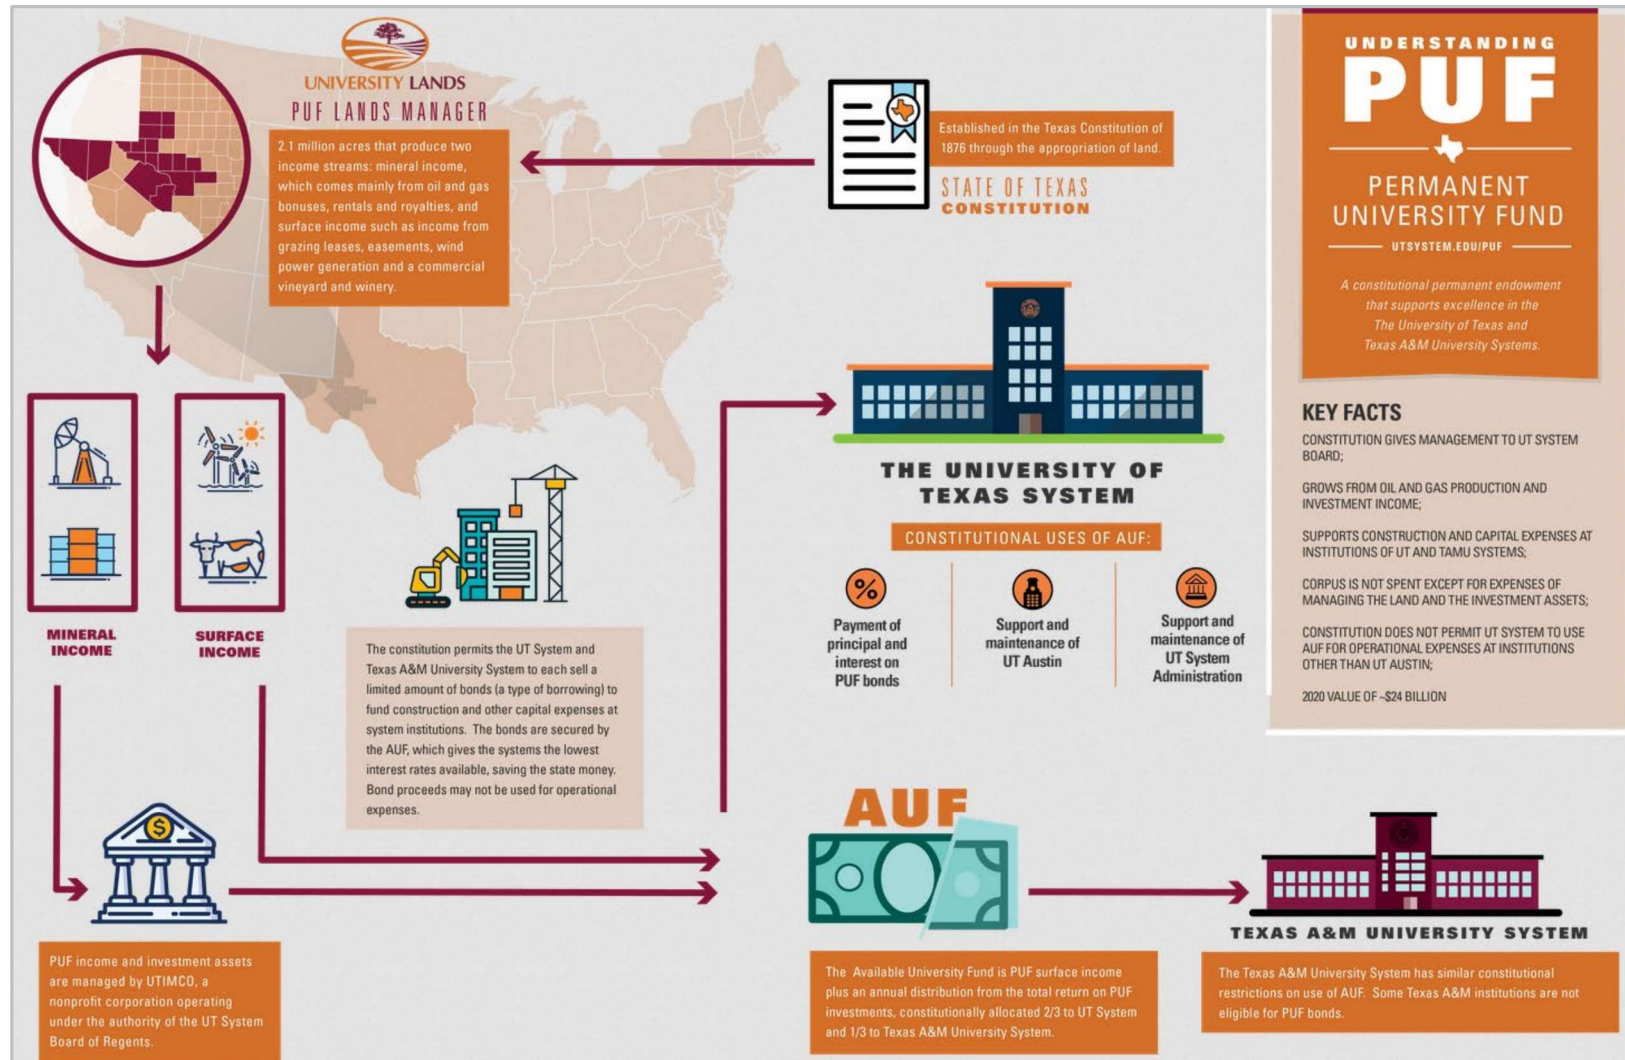 UNIVERSITY LANDS
PUF LANDS MANAGER
2.1 million acres that produce two
income streams: mineral income,
which comes mainly from oil and gas
bonuses, rentals and royalties, and
surface income such as income from
grazing leases, easements, wind
power generation and a commercial
vineyard and winery.
Established in the Texas Constitution of
1876 through the appropriation of land.
STATE OF TEXAS
CONSTITUTION
UNDERSTANDING
PUF
PERMANENT
UNIVERSITY FUND
UTSYSTEM.EDU/PUF
A constitutional permanent endowment
that supports excellence in the
The University of Texas and
Texas A&M University Systems.
KEY FACTS
CONSTITUTION GIVES MANAGEMENT TO UT SYSTEM
BOARD;
GROWS FROM OIL AND GAS PRODUCTION AND
INVESTMENT INCOME;
SUPPORTS CONSTRUCTION AND CAPITAL EXPENSES AT
INSTITUTIONS OF UT AND TAMU SYSTEMS;
CORPUS IS NOT SPENT EXCEPT FOR EXPENSES OF
MANAGING THE LAND AND THE INVESTMENT ASSETS;
CONSTITUTION DOES NOT PERMIT UT SYSTEM TO USE
AUF FOR OPERATIONAL EXPENSES AT INSTITUTIONS
OTHER THAN UT AUSTIN;
2020 VALUE OF ~$24 BILLION
MINERAL
INCOME
SURFACE
INCOME
The constitution permits the UT System and
Texas A&M University System to each sell a
limited amount of bonds (a type of borrowing) to
fund construction and other capital expenses at
system institutions. The bonds are secured by
the AUF, which gives the systems the lowest
interest rates available, saving the state money.
Bond proceeds may not be used for operational
expenses.
THE UNIVERSITY OF
TEXAS SYSTEM
CONSTITUTIONAL USES OF AUF:
%
Payment of
principal and
interest on
PUF bonds
Support and
maintenance of
UT Austin
Support and
maintenance of
UT System
Administration
$
PUF income and investment assets
are managed by UTIMCO, a
nonprofit corporation operating
under the authority of the UT System
Board of Regents.
AUF
The Available University Fund is PUF surface income
plus an annual distribution from the total return on PUF
investments, constitutionally allocated 2/3 to UT System
and 1/3 to Texas A&M University System.
TEXAS A&M UNIVERSITY SYSTEM
The Texas A&M University System has similar constitutional
restrictions on use of AUF. Some Texas A&M institutions are not
eligible for PUF bonds.